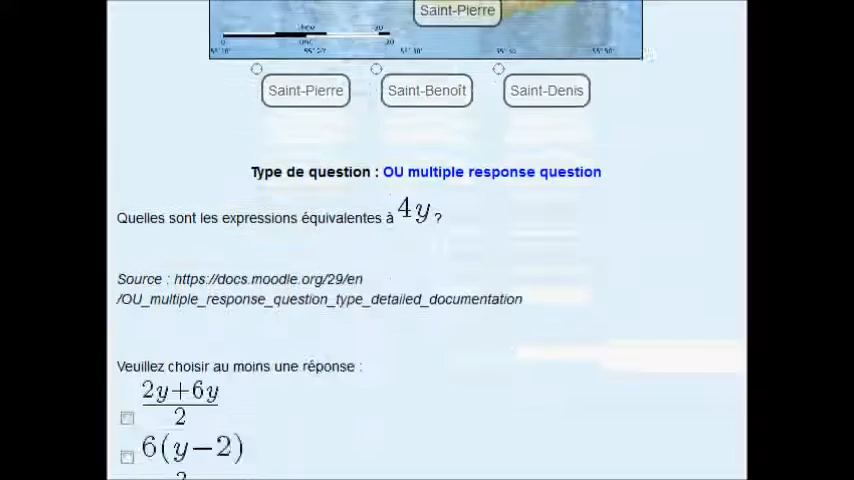 Saint-Pierre
Saint-Pierre Saint-Benoît Saint-Denis
Type de question : OU multiple response question
Quelles sont les expressions équivalentes à 4y ?
Source : https://docs.moodle.org/29/en
/OU_multiple_response_question_type_detailed_documentation
Veuillez choisir au moins une réponse :
2y+6y
2
6(y−2)